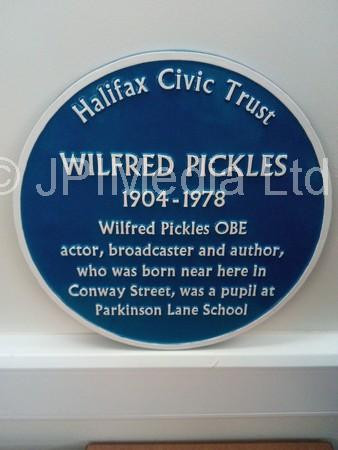 Halifax Civic Trust
WILFRED PICKLES
© JPIMedia Ltd
1904-1978
Wilfred Pickles OBE
actor, broadcaster and author,
who was born near here in
Conway Street, was a pupil at
Parkinson Lane School